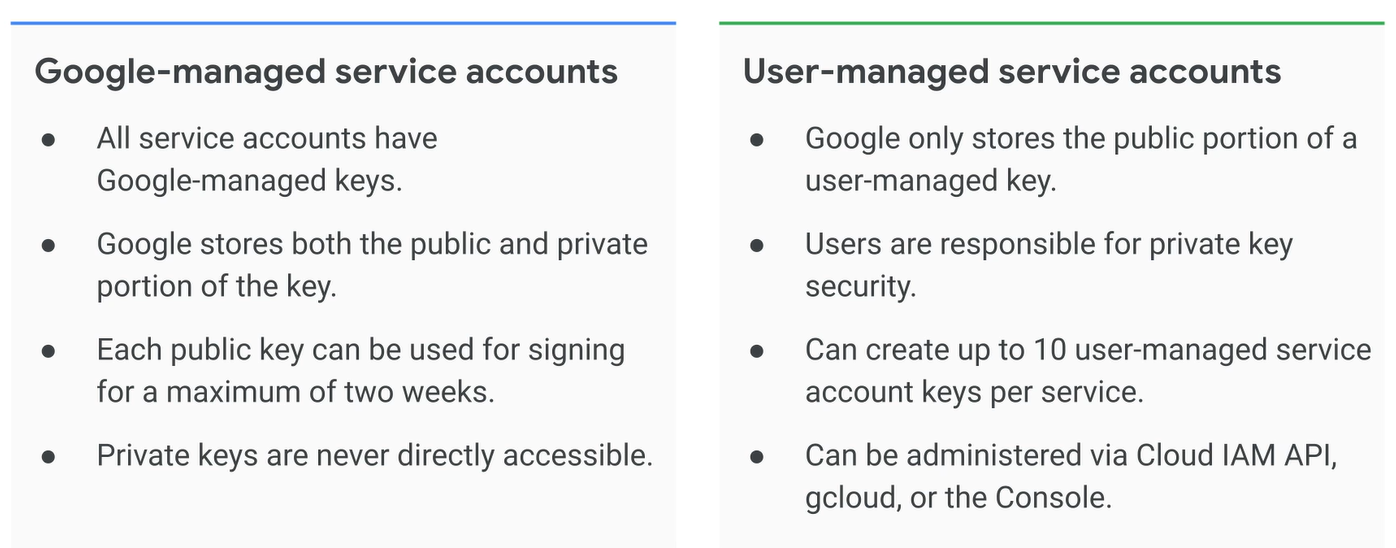 Google-managed service accounts
● All service accounts have
Google-managed keys.
● Google stores both the public and private
portion of the key.
● Each public key can be used for signing
for a maximum of two weeks.
● Private keys are never directly accessible.
User-managed service accounts
● Google only stores the public portion of a
user-managed key.
● Users are responsible for private key
security.
● Can create up to 10 user-managed service
account keys per service.
● Can be administered via Cloud IAM API,
gcloud, or the Console.